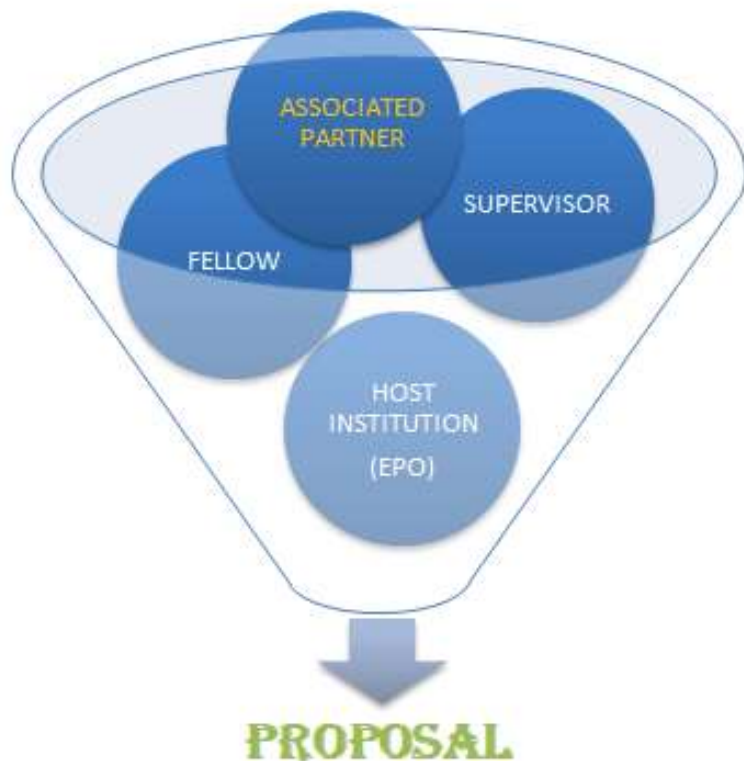 ASSOCIATED
PARTNER
SUPERVISOR
FELLOW
HOST
INSTITUTION
(EPO)
PROPOSAL